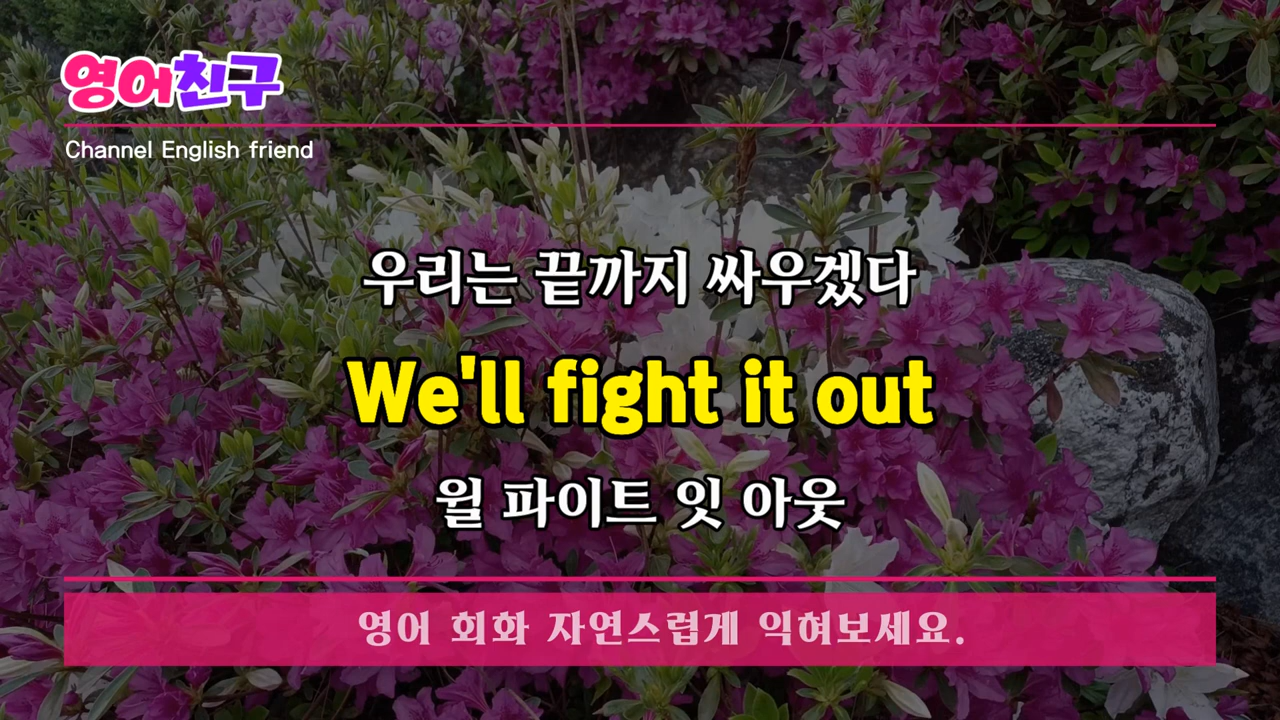 영어친구
Channel English friend
우리는 끝까지 싸우겠다
We'll fight it out
윌 파이트 잇 아웃
영어 회화 자연스럽게 익혀보세요.